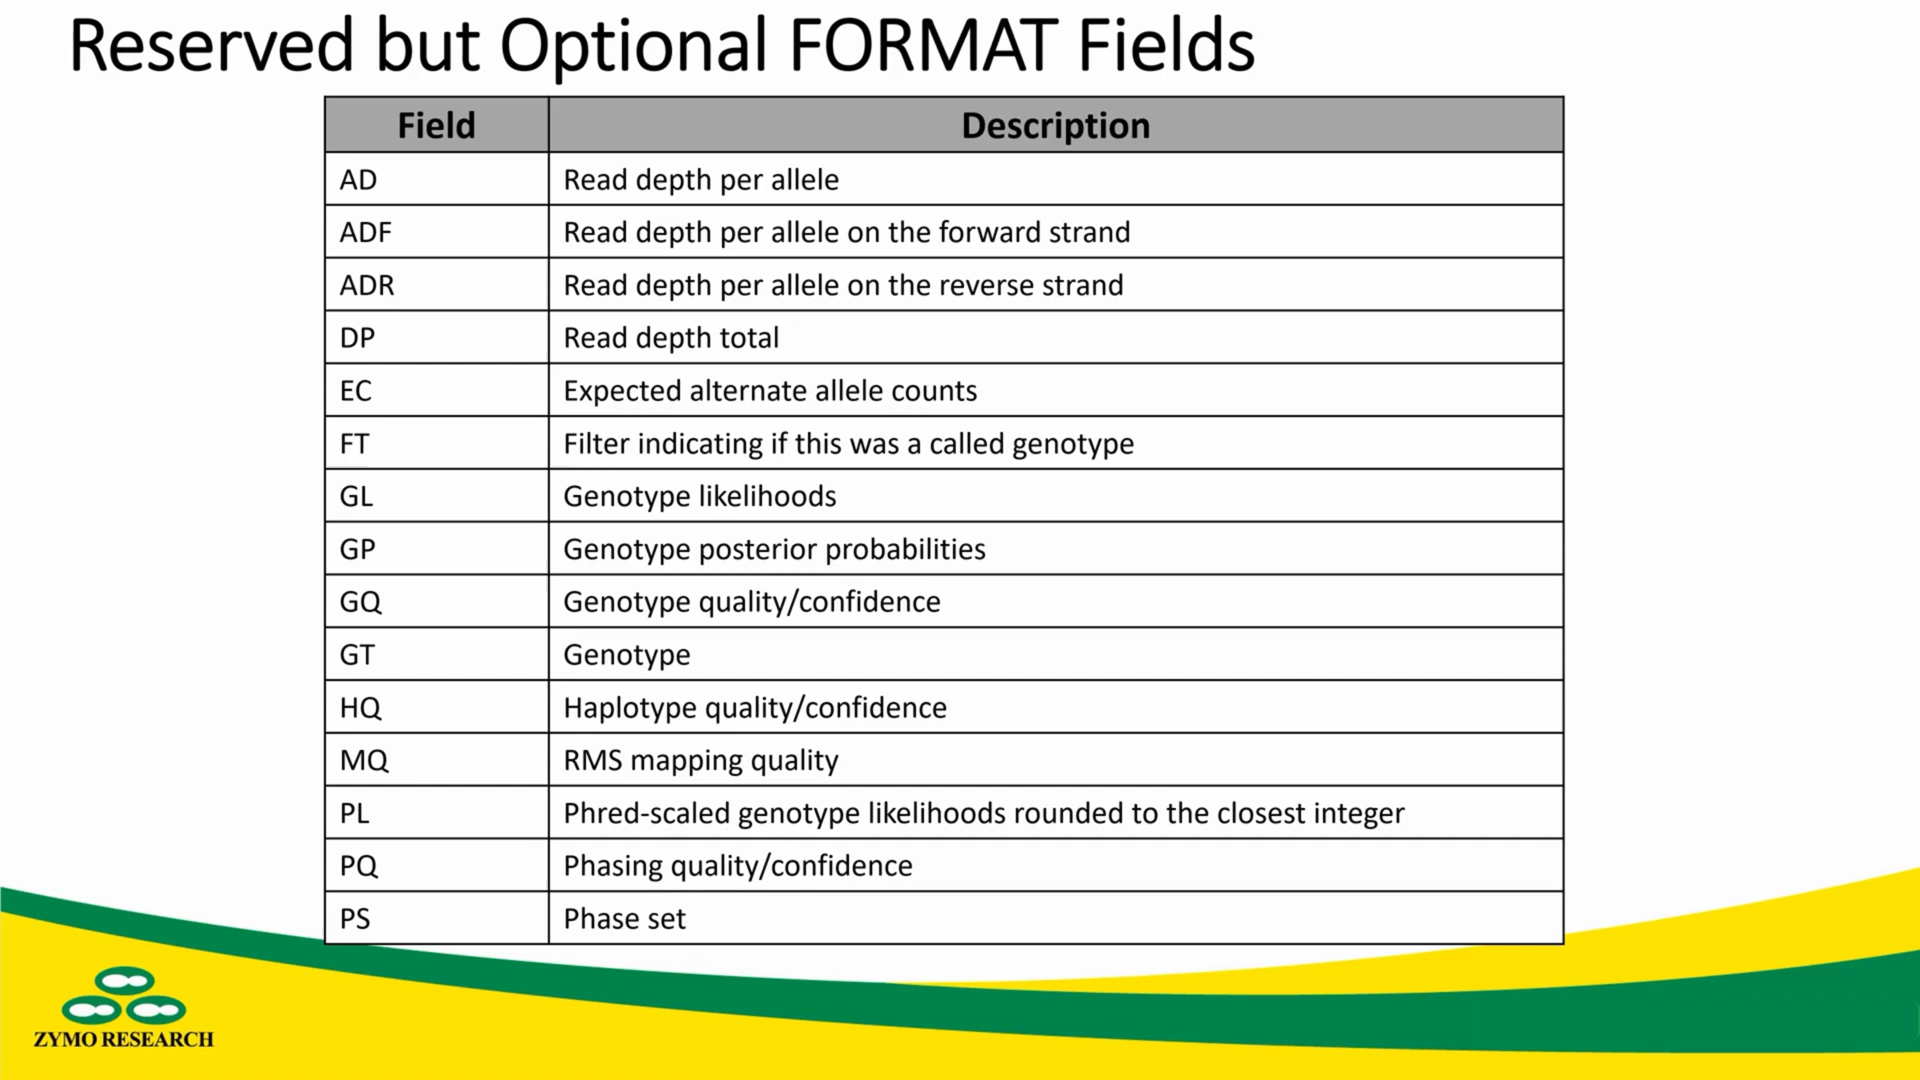 Reserved but Optional FORMAT Fields
Field Description
AD Read depth per allele
ADF Read depth per allele on the forward strand
ADR Read depth per allele on the reverse strand
DP Read depth total
EC Expected alternate allele counts
FT Filter indicating if this was a called genotype
GL Genotype likelihoods
GP Genotype posterior probabilities
GQ Genotype quality/confidence
GT Genotype
HQ Haplotype quality/confidence
MQ RMS mapping quality
PL Phred-scaled genotype likelihoods rounded to the closest integer
PQ Phasing quality/confidence
PS Phase set
ZYMO RESEARCH